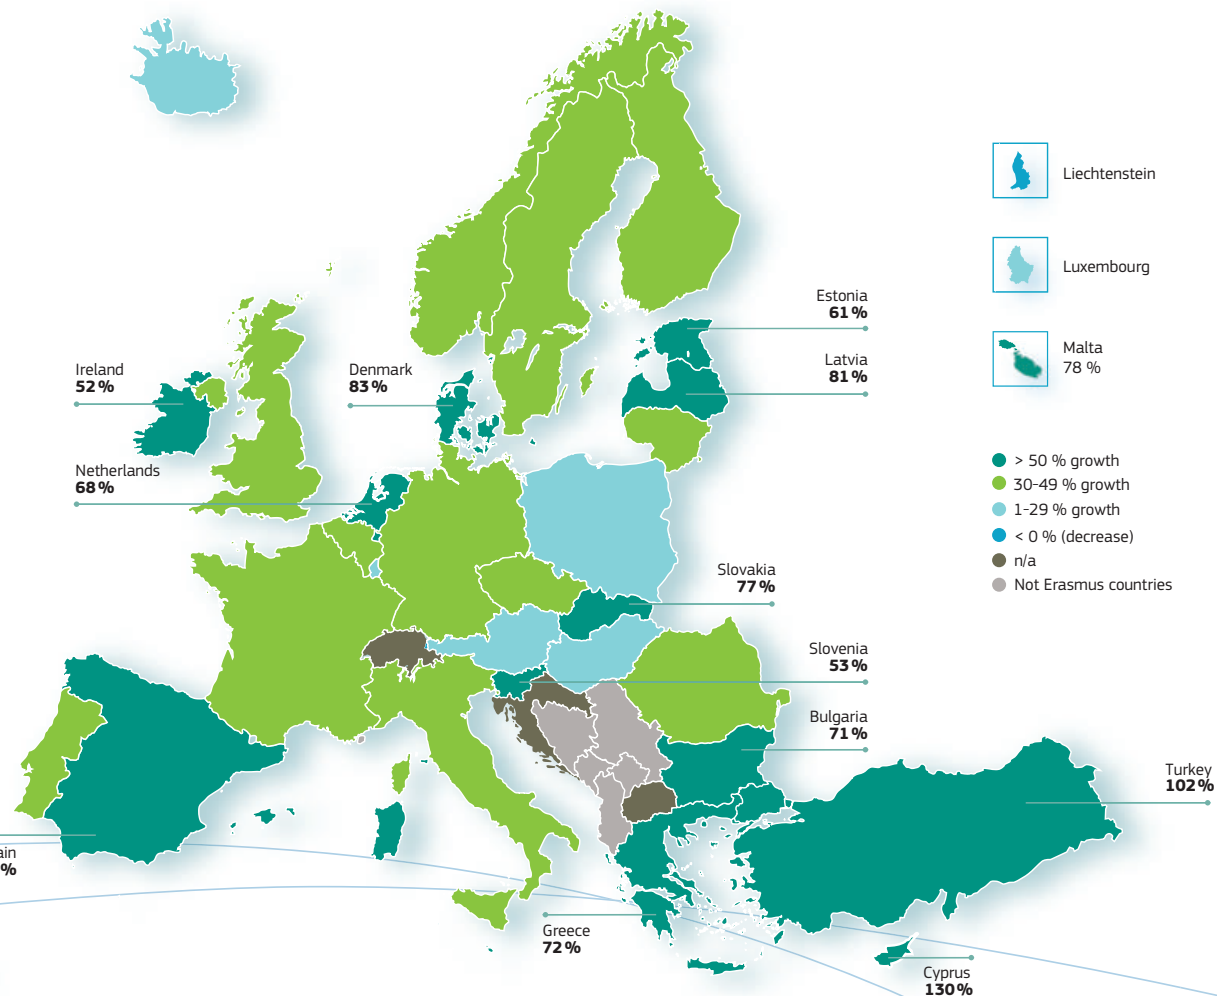 Liechtenstein
Luxembourg
Estonia
61 %
Malta
78 %
Latvia
81 %
Ireland
52 %
Denmark
83 %
Netherlands
68 %
> 50 % growth
30-49 % growth
1-29 % growth
< 0 % (decrease)
n/a
Not Erasmus countries
Slovakia
77 %
Slovenia
53 %
Bulgaria
71 %
Turkey
102 %
ain
%
Greece
72 %
Cyprus
130 %